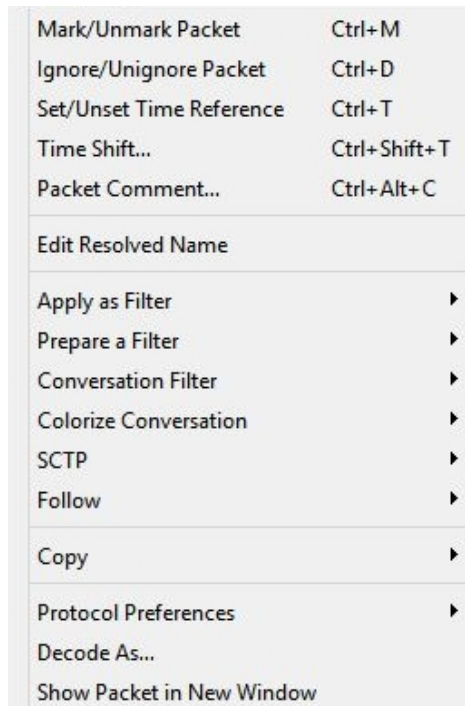 Mark/Unmark Packet Ctrl+M
Ignore/Unignore Packet Ctrl+D
Set/Unset Time Reference Ctrl+T
Time Shift... Ctrl+Shift+T
Packet Comment... Ctrl+Alt+C
Edit Resolved Name
Apply as Filter
Prepare a Filter
Conversation Filter
Colorize Conversation
SCTP
Follow
Copy
Protocol Preferences
Decode As...
Show Packet in New Window